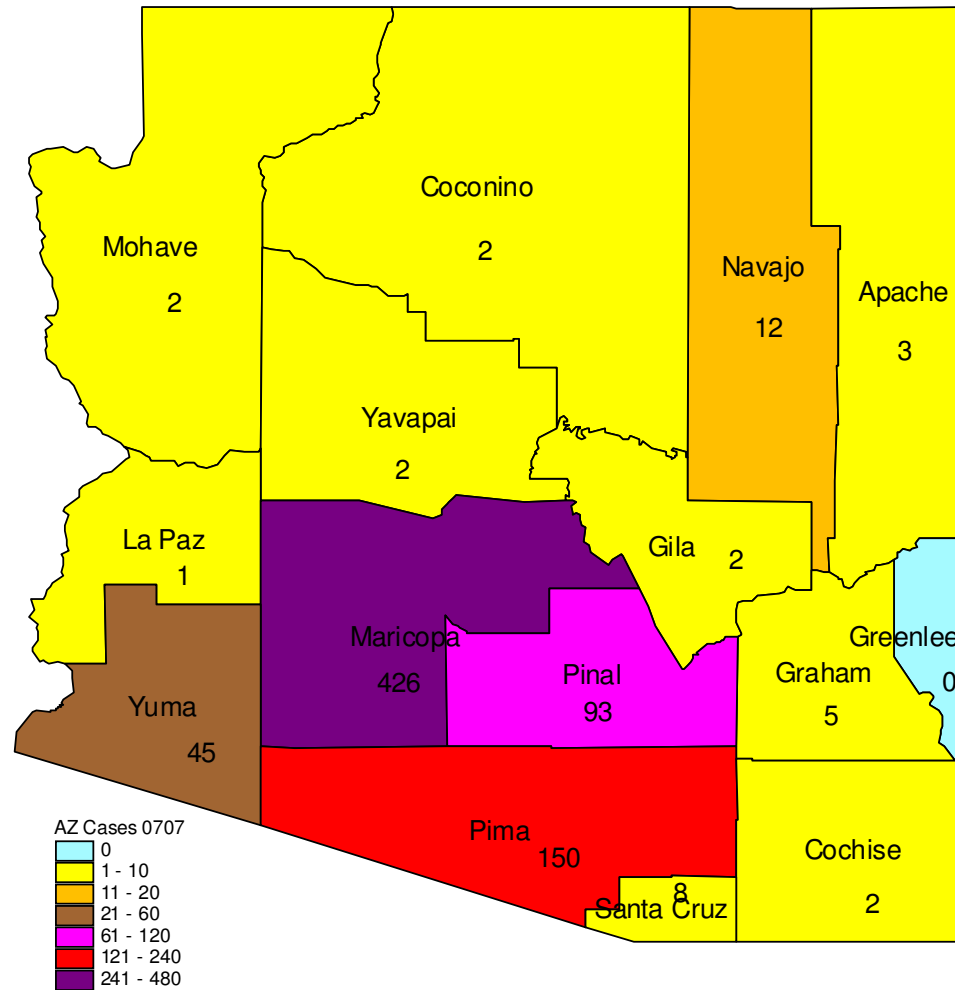 Coconino
2
Mohave
2
Navajo
12
Apache
3
Yavapai
2
La Paz
1
Gila 2
Maricopa
426
Pinal
93
Greenlee
0
Graham
5
Yuma
45
Pima
150
Cochise
2
8
Santa Cruz
AZ Cases 0707
0
1 - 10
11 - 20
21 - 60
61 - 120
121 - 240
241 - 480